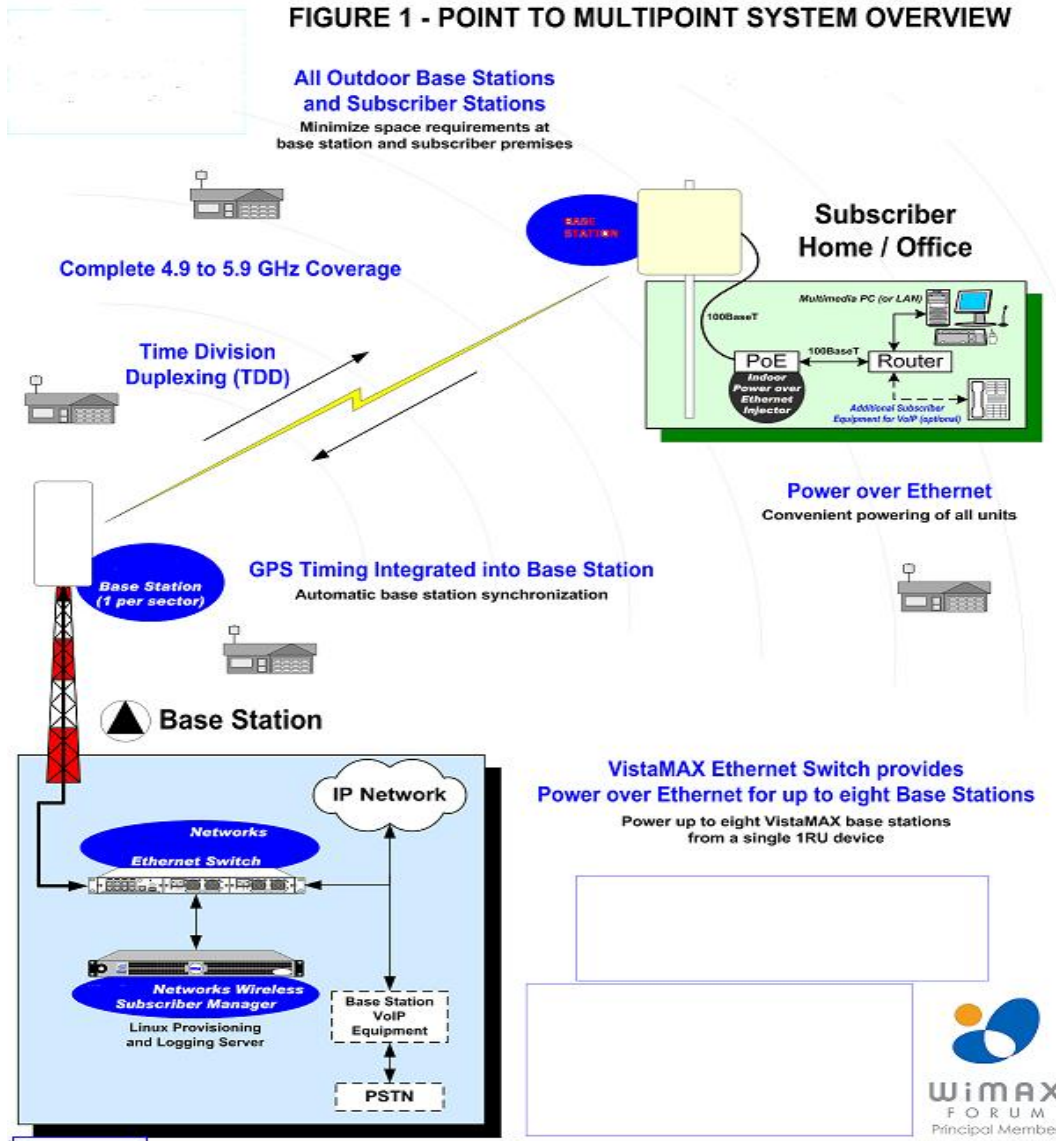 FIGURE 1 - POINT TO MULTIPOINT SYSTEM OVERVIEW
All Outdoor Base Stations
and Subscriber Stations
Minimize space requirements at
base station and subscriber premises
BASE
STATION
Subscriber
Home / Office
Complete 4.9 to 5.9 GHz Coverage
Multimedia PC (or LAN)
100BaseT
Time Division
Duplexing (TDD)
PoE
100BaseT
Router
Indoor
Power over
Ethernet
Injector
Additional Subscriber
Equipment for VoIP (optional)
Power over Ethernet
Convenient powering of all units
Base Station
(1 per sector)
GPS Timing Integrated into Base Station
Automatic base station synchronization
Base Station
IP Network
VistaMAX Ethernet Switch provides
Power over Ethernet for up to eight Base Stations
Power up to eight VistaMAX base stations
from a single 1RU device
Networks
Ethernet Switch
Networks Wireless
Subscriber Manager
Linux Provisioning
and Logging Server
Base Station
VoIP
Equipment
PSTN
WiMAX
FORUM
Principal Membe